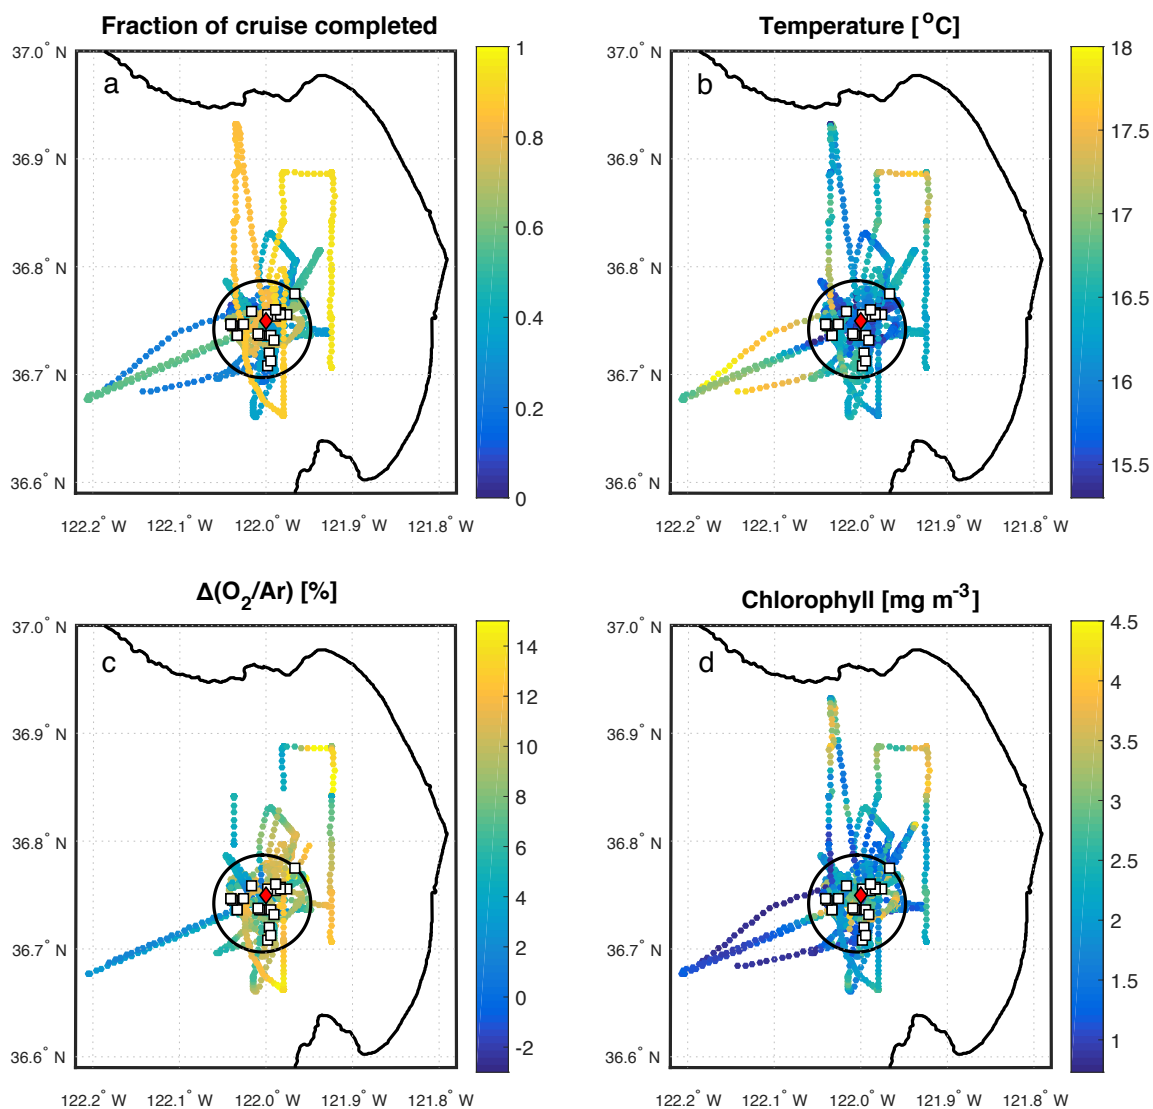 Fraction of cruise completed
a
37.0° N
36.9° N
36.8° N
36.7° N
36.6° N
122.2° W
122.1° W
122.0° W
121.9° W
121.8° W
1
0.8
0.6
0.4
0.2
0
Temperature [°C]
b
37.0° N
36.9° N
36.8° N
36.7° N
36.6° N
122.2° W
122.1° W
122.0° W
121.9° W
121.8° W
18
17.5
17
16.5
16
15.5
Δ(O2/Ar) [%]
c
37.0° N
36.9° N
36.8° N
36.7° N
36.6° N
122.2° W
122.1° W
122.0° W
121.9° W
121.8° W
14
12
10
8
6
4
2
0
-2
Chlorophyll [mg m-3]
d
37.0° N
36.9° N
36.8° N
36.7° N
36.6° N
122.2° W
122.1° W
122.0° W
121.9° W
121.8° W
4.5
4
3.5
3
2.5
2
1.5
1